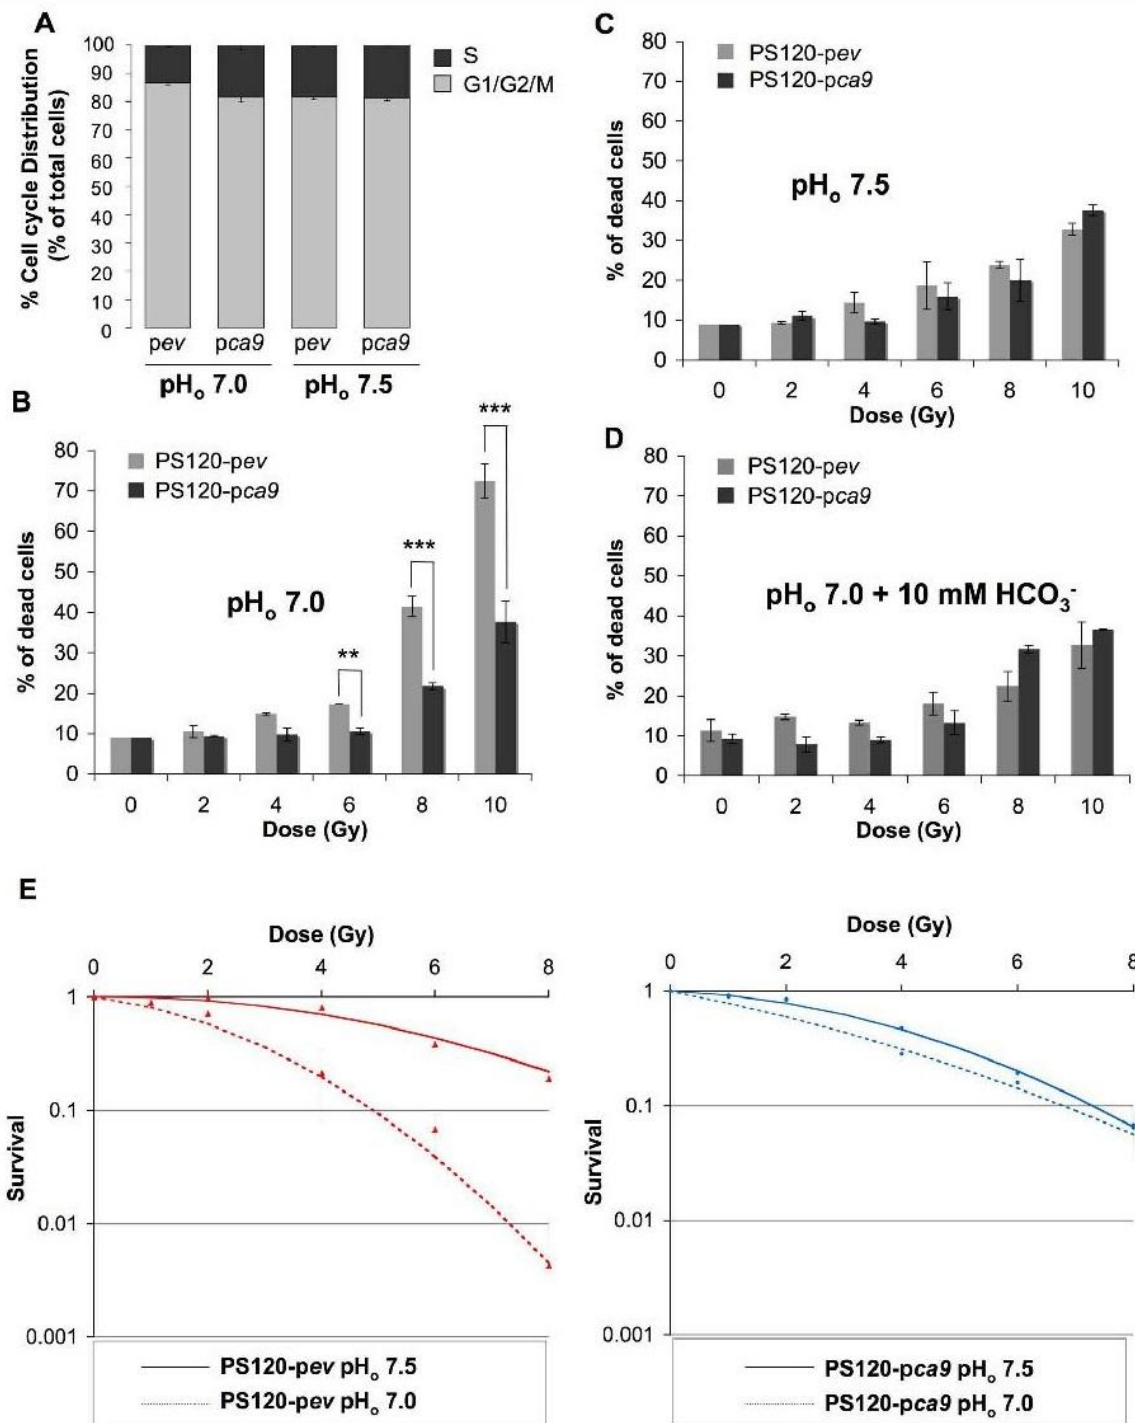 A
% Cell cycle Distribution
(% of total cells)
100
90
80
70
60
50
40
30
20
10
0
S
G1/G2/M
pev pca9 pev pca9
pHo 7.0 pHo 7.5
B
% of dead cells
80
70
60
50
40
30
20
10
0
PS120-pev
PS120-pca9
pHo 7.0
**
***
***
0 2 4 6 8 10
Dose (Gy)
C
% of dead cells
80
70
60
50
40
30
20
10
0
PS120-pev
PS120-pca9
pHo 7.5
0 2 4 6 8 10
Dose (Gy)
D
% of dead cells
80
70
60
50
40
30
20
10
0
PS120-pev
PS120-pca9
pHo 7.0 + 10 mM HCO3-
0 2 4 6 8 10
Dose (Gy)
E
Dose (Gy)
0 2 4 6 8
Survival
1
0.1
0.01
0.001
PS120-pev pHo 7.5
PS120-pev pHo 7.0
Dose (Gy)
0 2 4 6 8
Survival
1
0.1
0.01
0.001
PS120-pca9 pHo 7.5
PS120-pca9 pHo 7.0